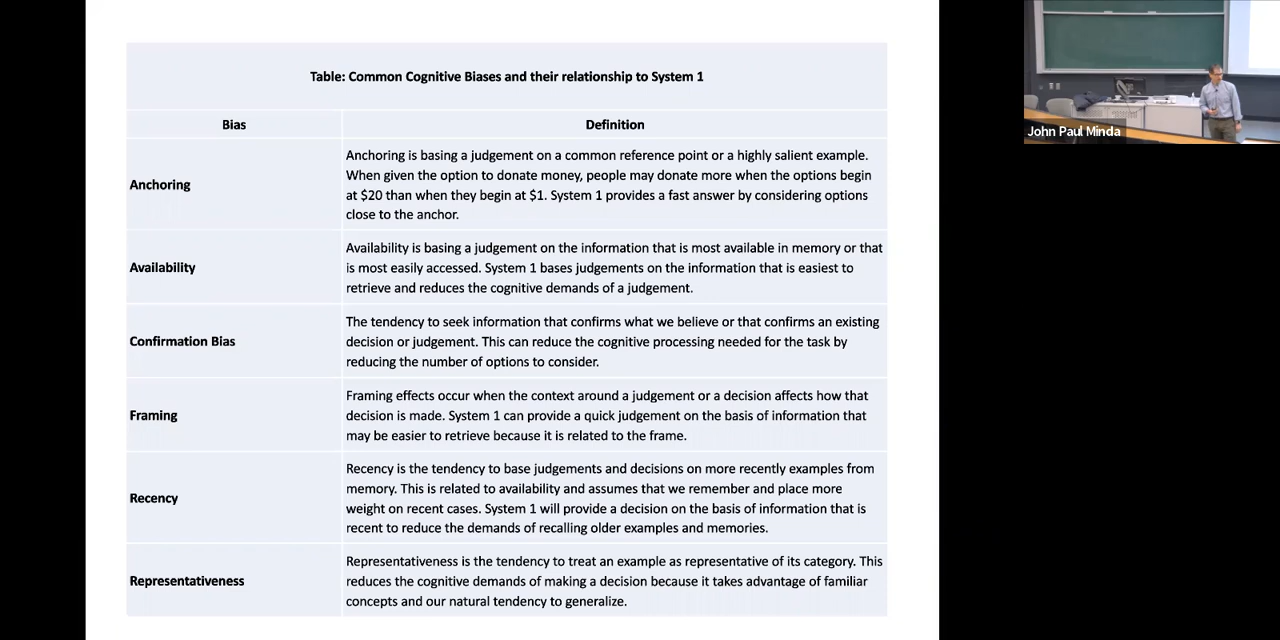 Table: Common Cognitive Biases and their relationship to System 1
Bias
Definition
Anchoring
Anchoring is basing a judgement on a common reference point or a highly salient example.
When given the option to donate money, people may donate more when the options begin
at $20 than when they begin at $1. System 1 provides a fast answer by considering options
close to the anchor.
Availability
Availability is basing a judgement on the information that is most available in memory or that
is most easily accessed. System 1 bases judgements on the information that is easiest to
retrieve and reduces the cognitive demands of a judgement.
Confirmation Bias
The tendency to seek information that confirms what we believe or that confirms an existing
decision or judgement. This can reduce the cognitive processing needed for the task by
reducing the number of options to consider.
Framing
Framing effects occur when the context around a judgement or a decision affects how that
decision is made. System 1 can provide a quick judgement on the basis of information that
may be easier to retrieve because it is related to the frame.
Recency
Recency is the tendency to base judgements and decisions on more recently examples from
memory. This is related to availability and assumes that we remember and place more
weight on recent cases. System 1 will provide a decision on the basis of information that is
recent to reduce the demands of recalling older examples and memories.
Representativeness
Representativeness is the tendency to treat an example as representative of its category. This
reduces the cognitive demands of making a decision because it takes advantage of familiar
concepts and our natural tendency to generalize.
John Paul Minda